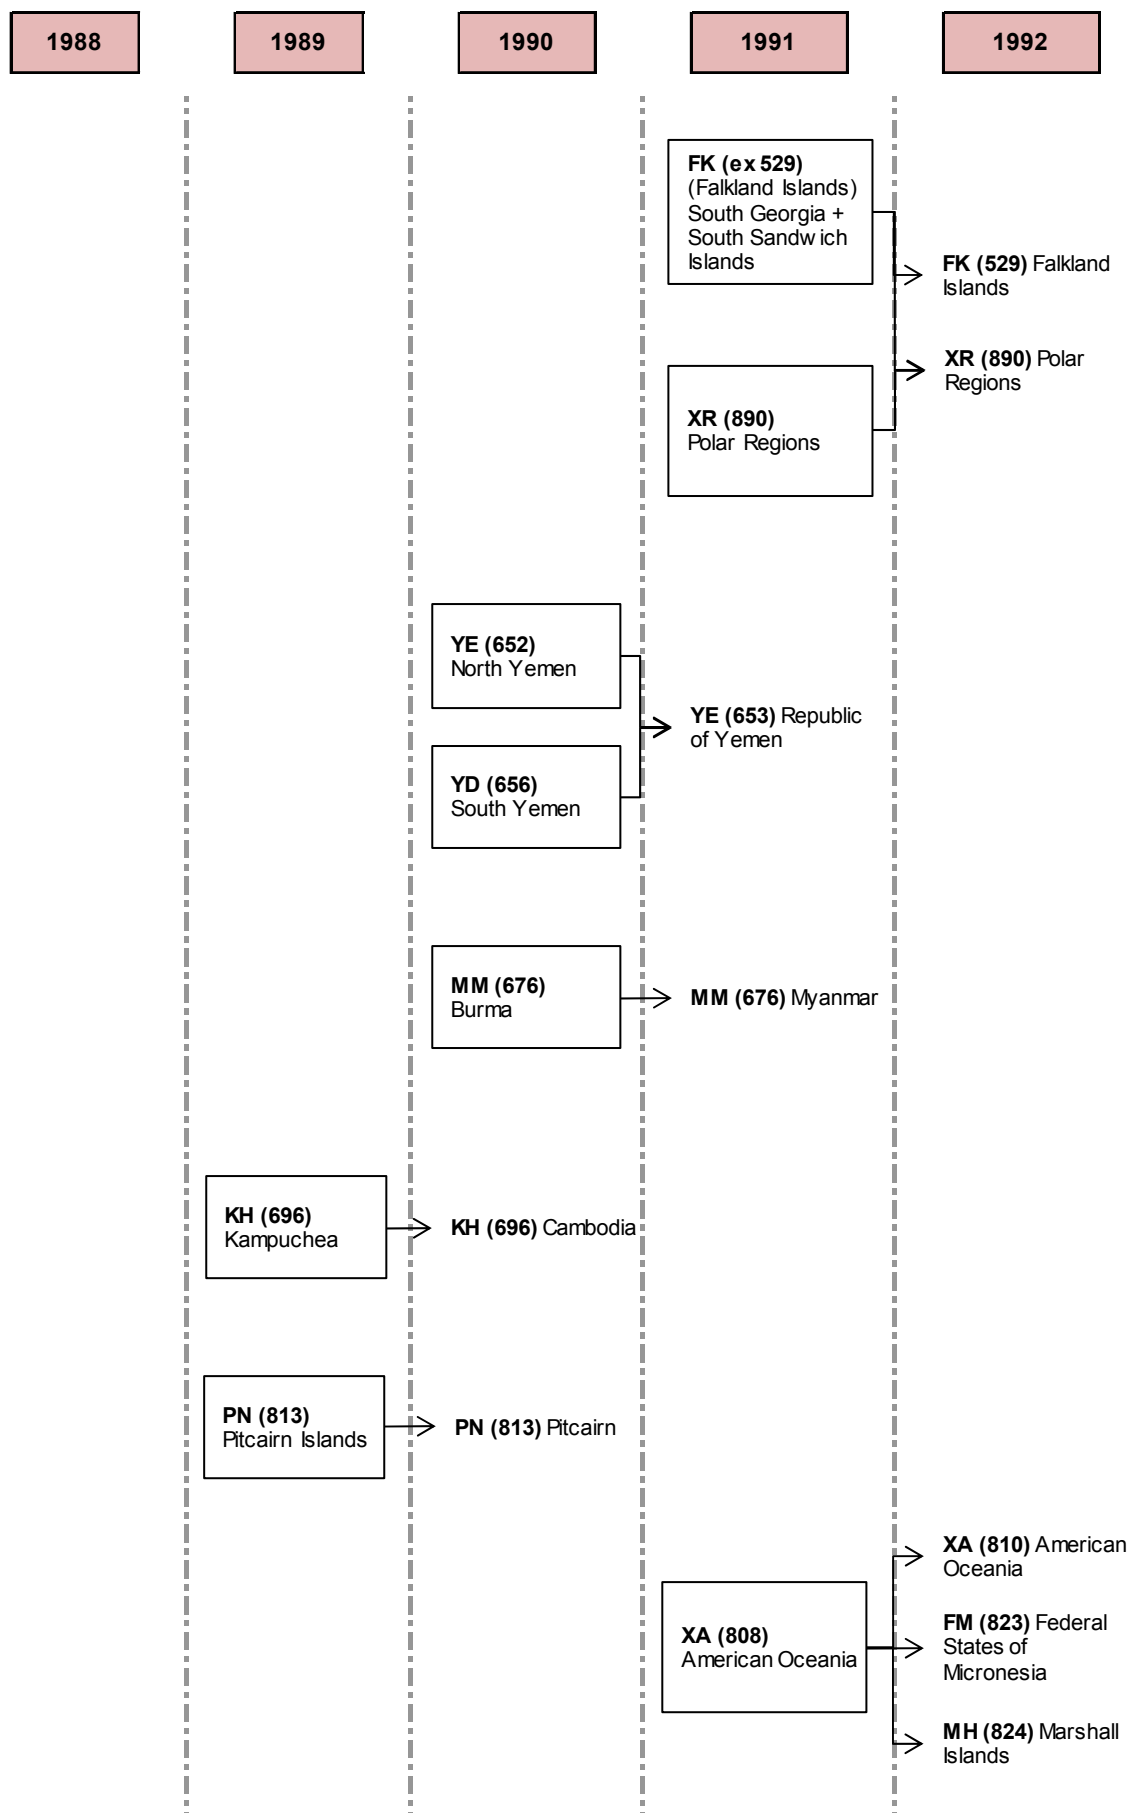 1988
1989
1990
1991
1992
FK (ex 529)
(Falkland Islands)
South Georgia +
South Sandwich
Islands
FK (529) Falkland
Islands
XR (890) Polar
Regions
XR (890)
Polar Regions
YE (652)
North Yemen
YE (653) Republic
of Yemen
YD (656)
South Yemen
MM (676)
Burma
MM (676) Myanmar
KH (696)
Kampuchea
KH (696) Cambodia
PN (813)
Pitcairn Islands
PN (813) Pitcairn
XA (810) American
Oceania
XA (808)
American Oceania
FM (823) Federal
States of
Micronesia
MH (824) Marshall
Islands